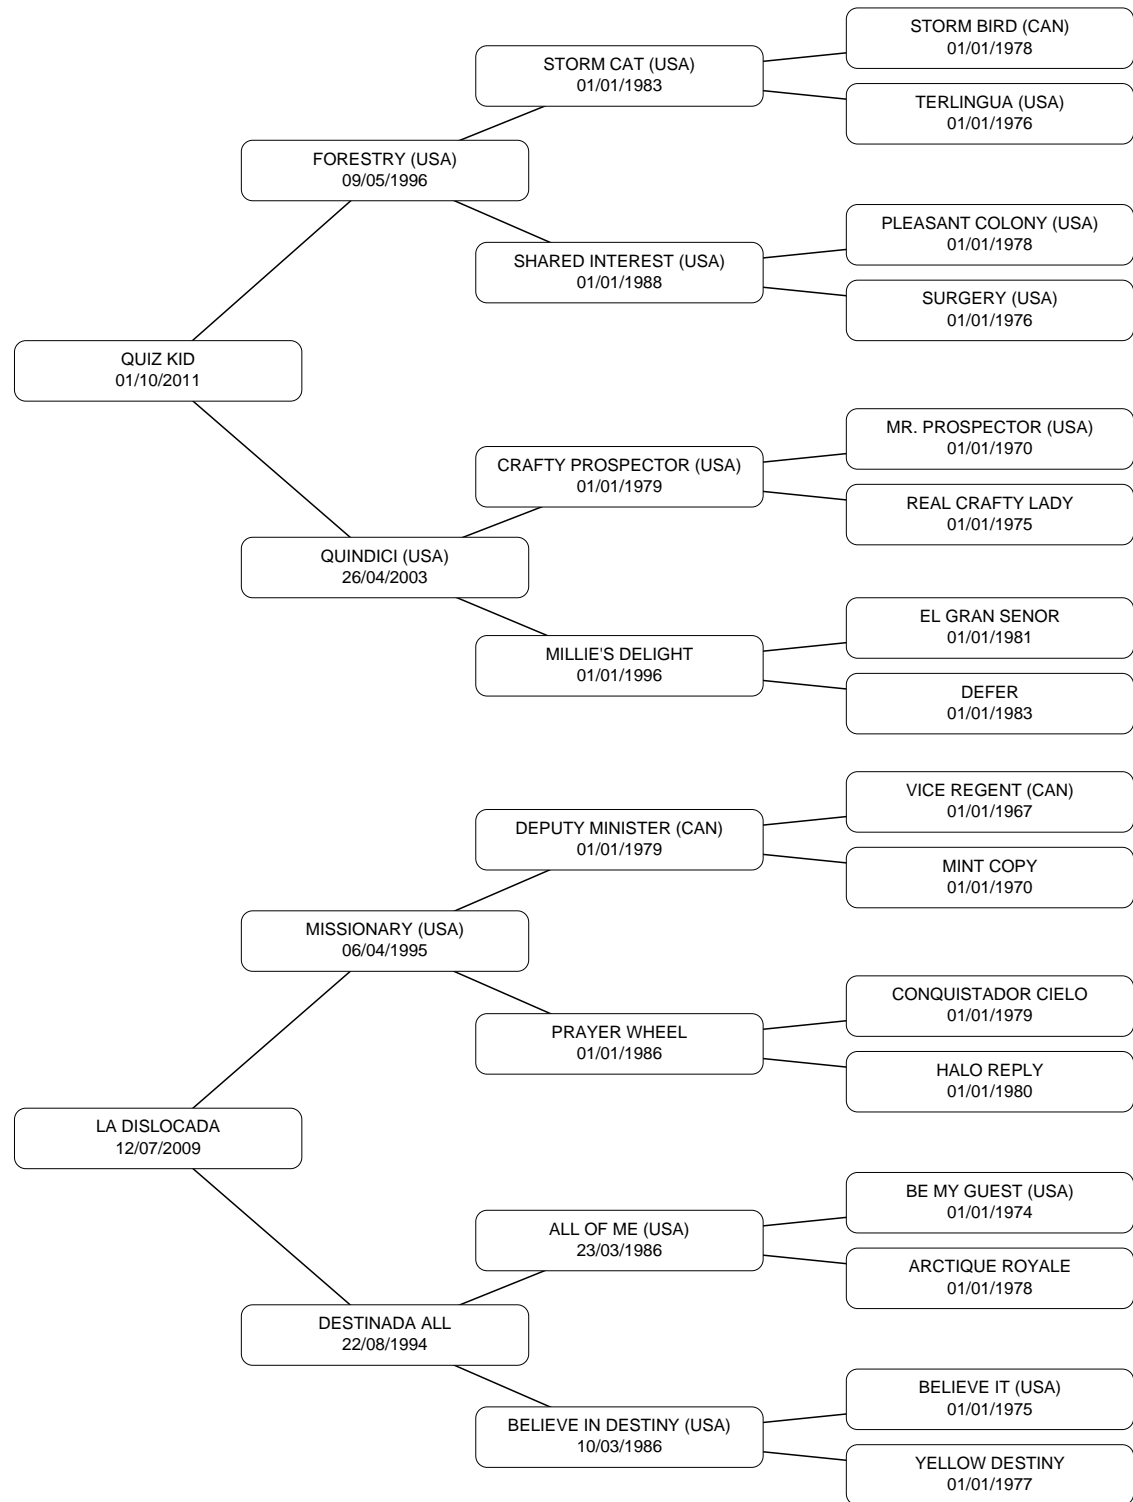 STORM BIRD (CAN)
01/01/1978
STORM CAT (USA)
01/01/1983
TERLINGUA (USA)
01/01/1976
FORESTRY (USA)
09/05/1996
PLEASANT COLONY (USA)
01/01/1978
SHARED INTEREST (USA)
01/01/1988
SURGERY (USA)
01/01/1976
QUIZ KID
01/10/2011
MR. PROSPECTOR (USA)
01/01/1970
CRAFTY PROSPECTOR (USA)
01/01/1979
REAL CRAFTY LADY
01/01/1975
QUINDICI (USA)
26/04/2003
EL GRAN SENOR
01/01/1981
MILLIE'S DELIGHT
01/01/1996
DEFER
01/01/1983
VICE REGENT (CAN)
01/01/1967
DEPUTY MINISTER (CAN)
01/01/1979
MINT COPY
01/01/1970
MISSIONARY (USA)
06/04/1995
CONQUISTADOR CIELO
01/01/1979
PRAYER WHEEL
01/01/1986
HALO REPLY
01/01/1980
LA DISLOCADA
12/07/2009
BE MY GUEST (USA)
01/01/1974
ALL OF ME (USA)
23/03/1986
ARCTIQUE ROYALE
01/01/1978
DESTINADA ALL
22/08/1994
BELIEVE IT (USA)
01/01/1975
BELIEVE IN DESTINY (USA)
10/03/1986
YELLOW DESTINY
01/01/1977